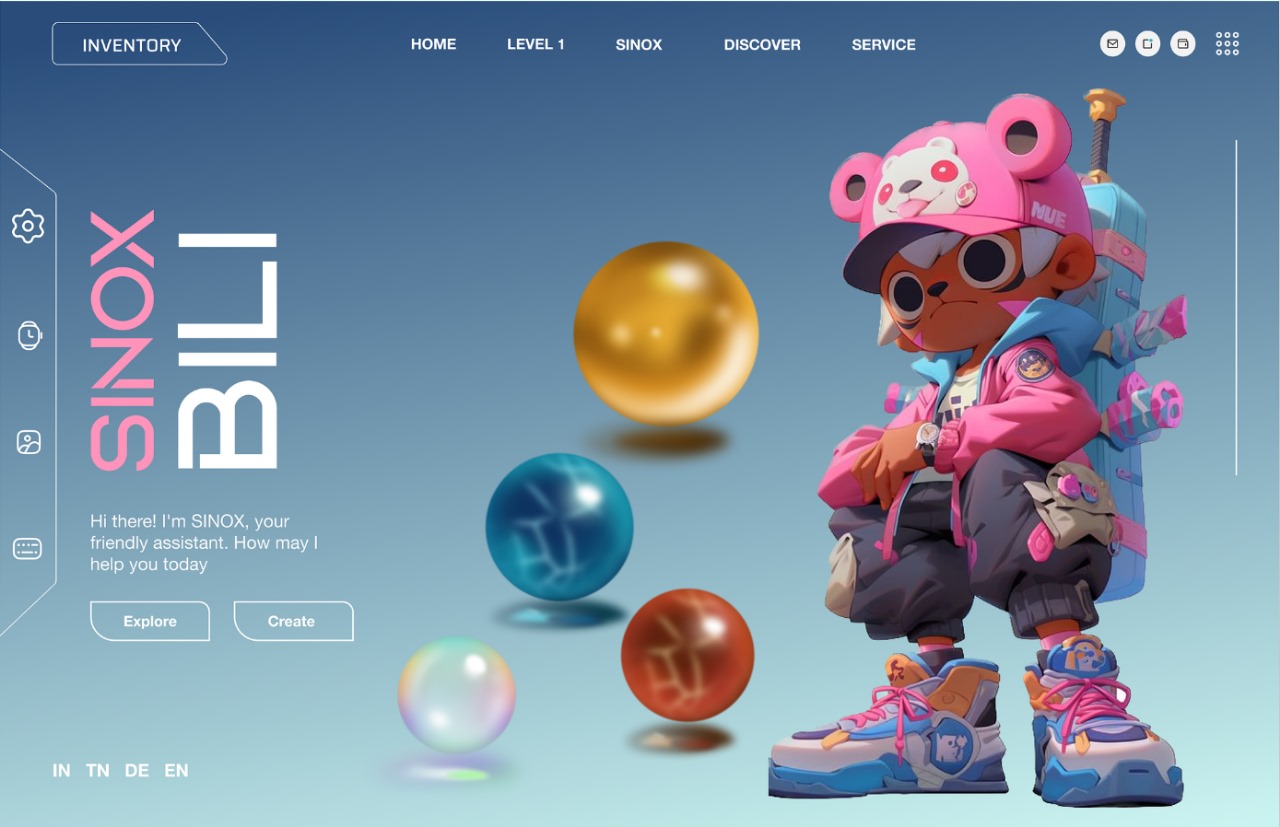 INVENTORY
HOME
LEVEL 1
SINOX
DISCOVER
SERVICE
NUE
SINOX
BILI
Hi there! I'm SINOX, your
friendly assistant. How may I
help you today
Explore
Create
IN TN DE EN